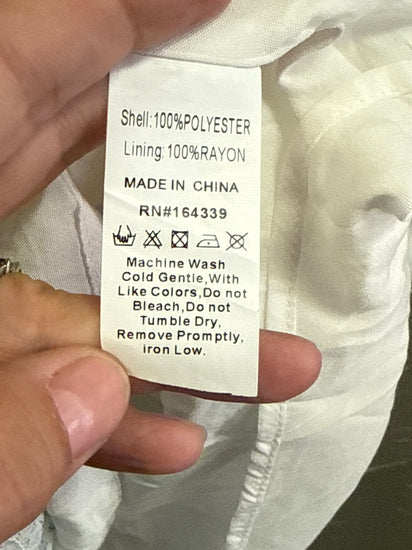 Shell:100%POLYESTER
Lining:100%RAYON
MADE IN CHINA
RN#164339
Machine Wash
Cold Gentle,With
Like Colors,Do not
Bleach,Do not
Tumble Dry,
Remove Promptly,
iron Low.